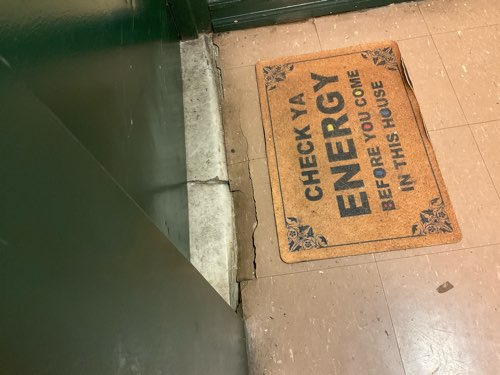 CHECK YA
ENERGY
BEFORE YOU COME
IN THIS HOUSE